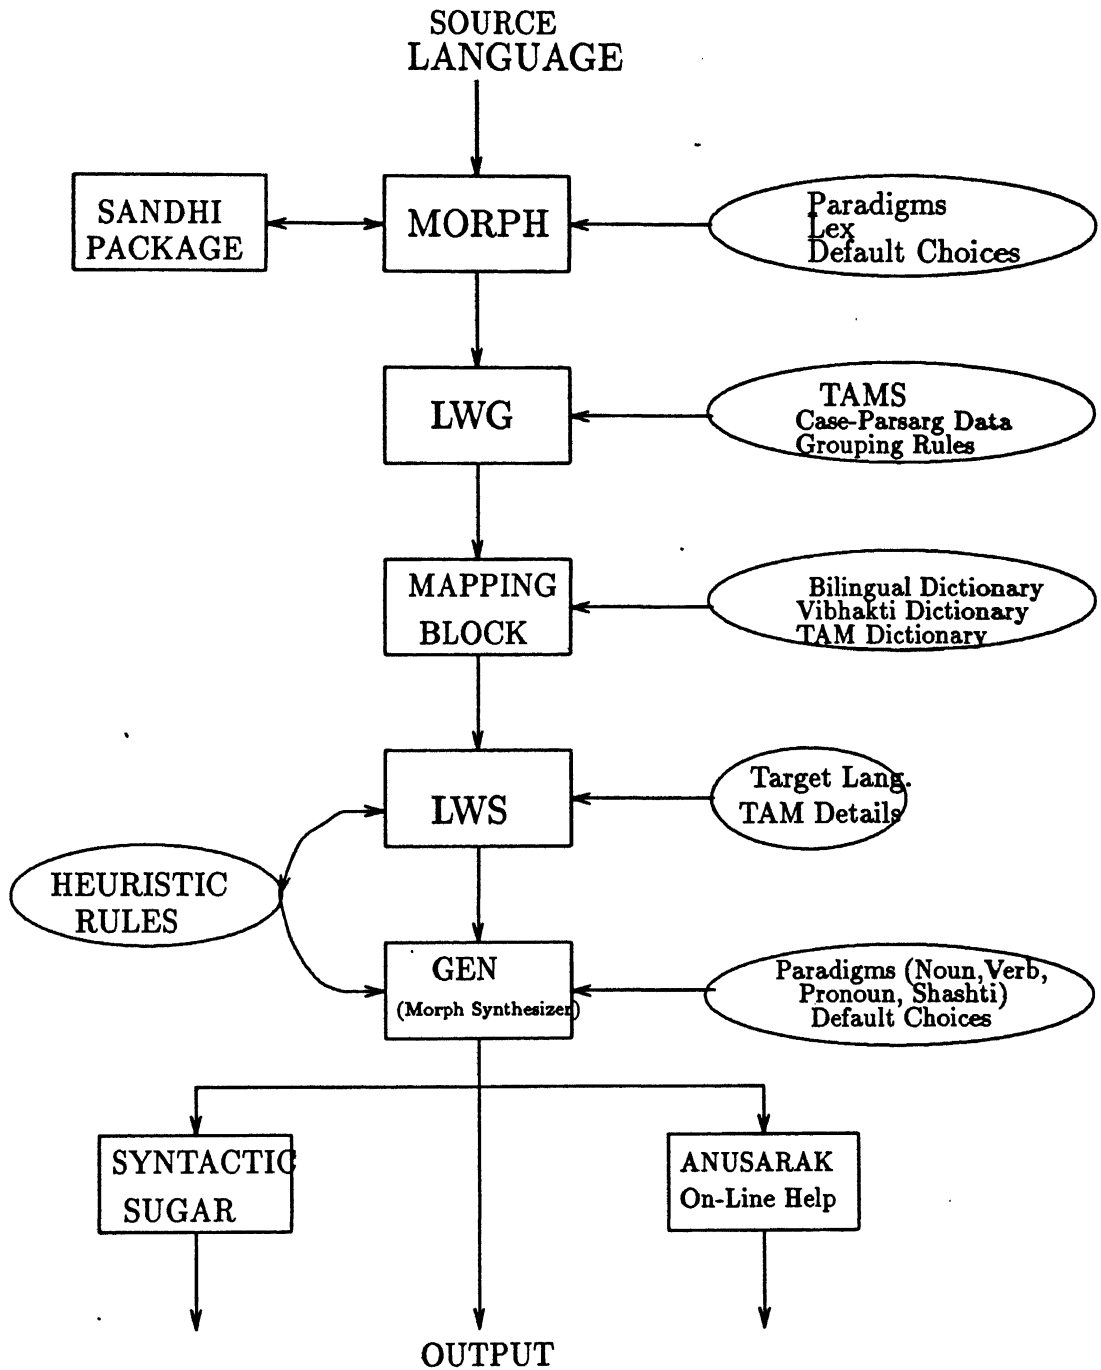 SOURCE
LANGUAGE
SANDHI
PACKAGE
MORPH
Paradigms
Lex
Default Choices
LWG
TAMS
Case-Parsarg Data
Grouping Rules
MAPPING
BLOCK
Bilingual Dictionary
Vibhakti Dictionary
TAM Dictionary
LWS
Target Lang.
TAM Details
HEURISTIC
RULES
GEN
(Morph Synthesizer)
Paradigms (Noun,Verb,
Pronoun, Shashti)
Default Choices
SYNTACTIC
SUGAR
ANUSARAK
On-Line Help
OUTPUT